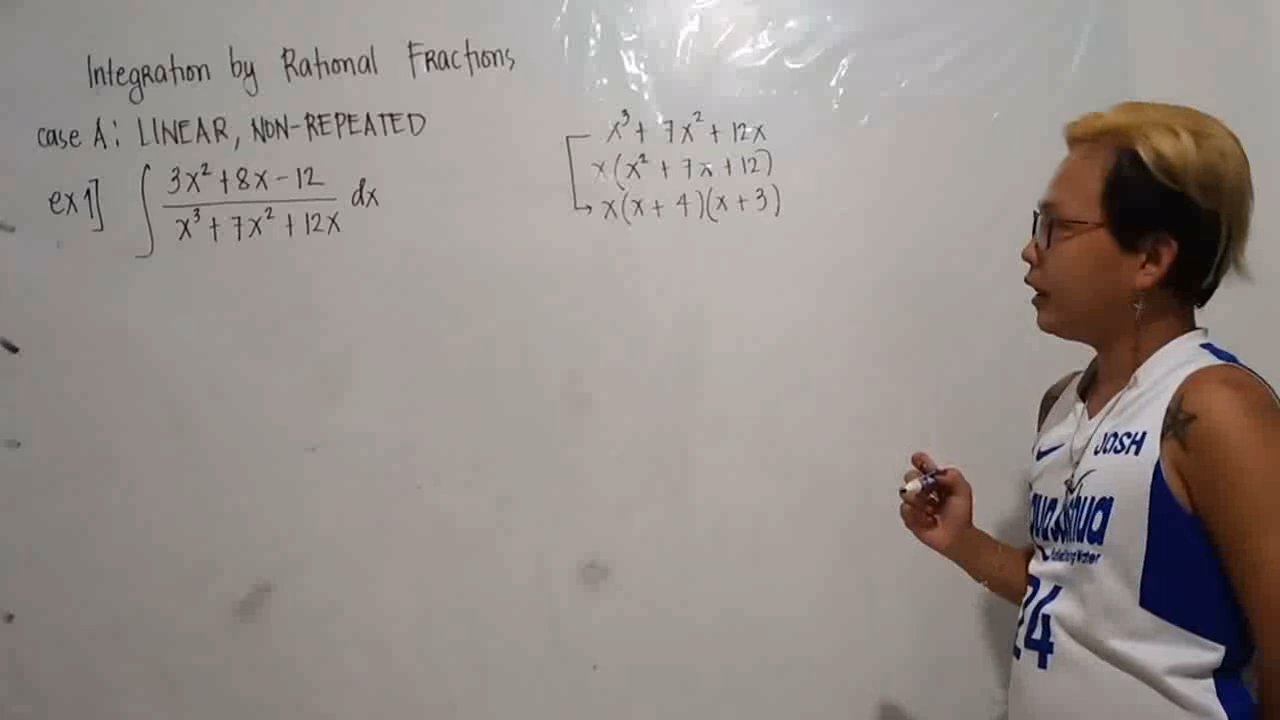 Integration by Rational Fractions
case A: LINEAR, NON-REPEATED
ex 1] ∫ (3x² + 8x - 12)/(x³ + 7x² + 12x) dx
x³ + 7x² + 12x
x(x² + 7x + 12)
x(x + 4)(x + 3)
JOSH
24